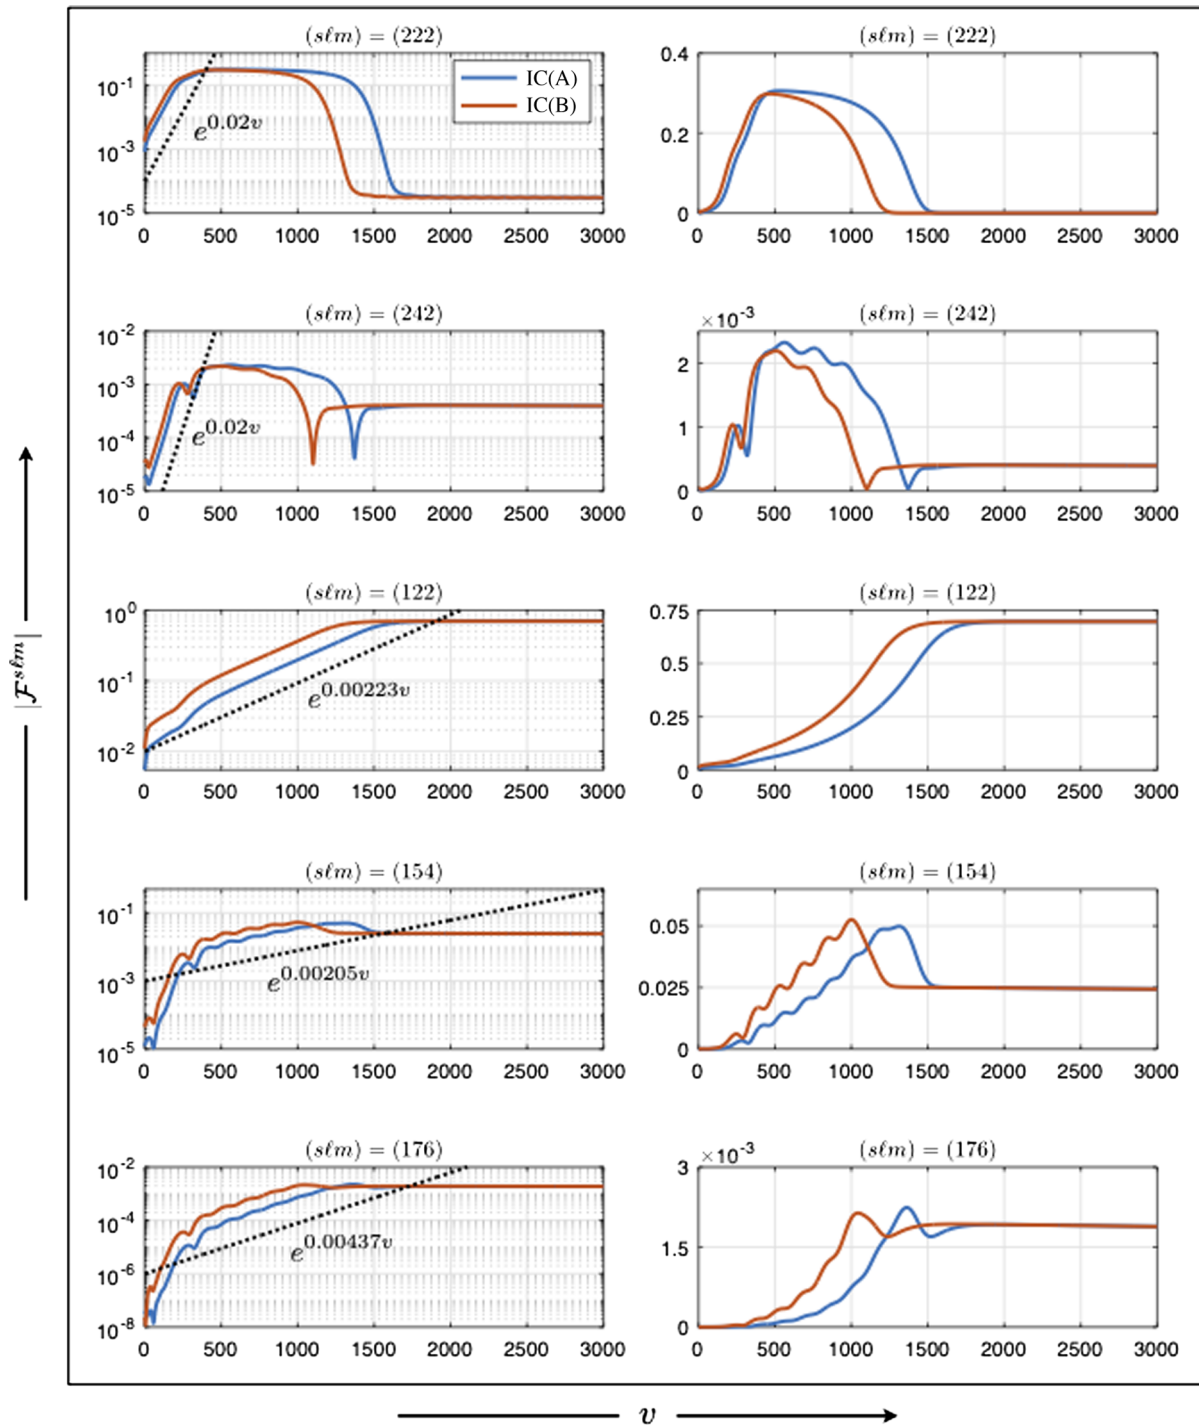 (sℓm) = (222)
10⁻¹
10⁻³
10⁻⁵
e^0.02v
IC(A)
IC(B)
0 500 1000 1500 2000 2500 3000
(sℓm) = (222)
0.4
0.2
0
0 500 1000 1500 2000 2500 3000
(sℓm) = (242)
10⁻²
10⁻³
10⁻⁴
10⁻⁵
e^0.02v
0 500 1000 1500 2000 2500 3000
(sℓm) = (242)
×10⁻³
2
1
0
0 500 1000 1500 2000 2500 3000
(sℓm) = (122)
10⁰
10⁻¹
10⁻²
e^0.00223v
0 500 1000 1500 2000 2500 3000
(sℓm) = (122)
0.75
0.5
0.25
0
0 500 1000 1500 2000 2500 3000
(sℓm) = (154)
10⁻¹
10⁻³
10⁻⁵
e^0.00205v
0 500 1000 1500 2000 2500 3000
(sℓm) = (154)
0.05
0.025
0
0 500 1000 1500 2000 2500 3000
(sℓm) = (176)
10⁻²
10⁻⁴
10⁻⁶
10⁻⁸
e^0.00437v
0 500 1000 1500 2000 2500 3000
(sℓm) = (176)
×10⁻³
3
1.5
0
0 500 1000 1500 2000 2500 3000
|𝓕^sℓm|
v